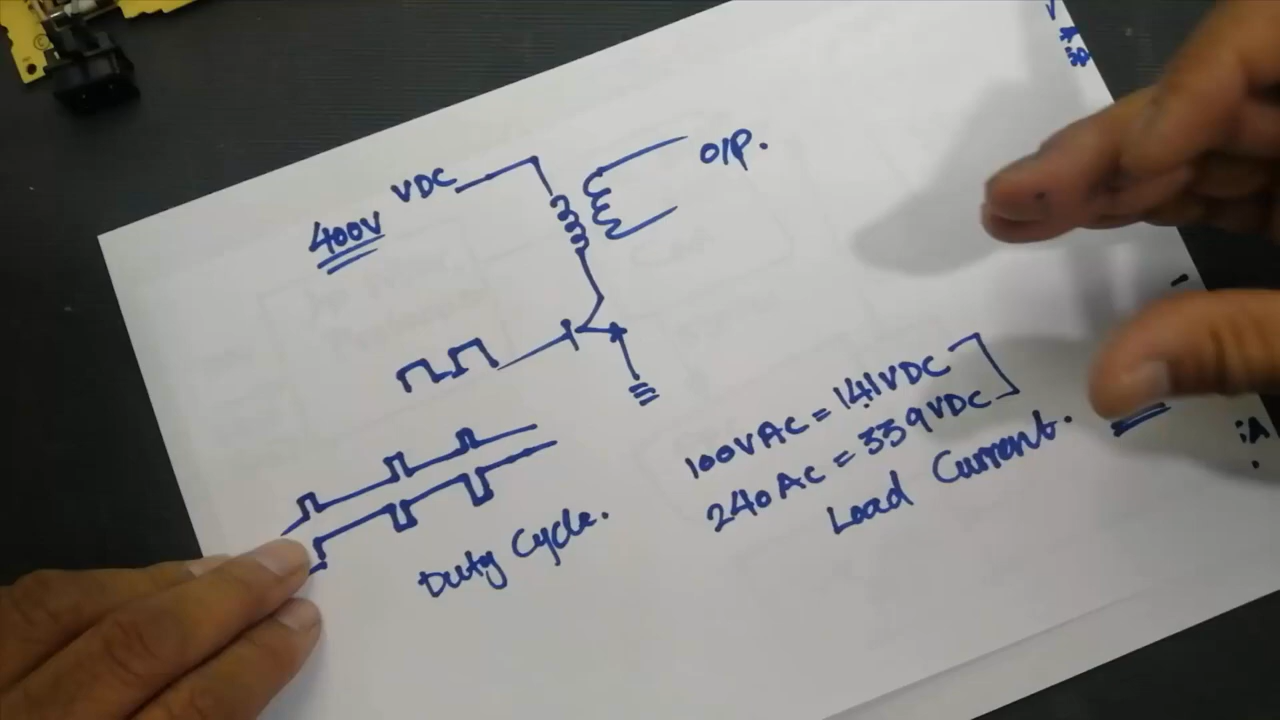 O/P.
VDC
400V
100VAC = 141VDC
240AC = 339VDC
Load Current.
Duty Cycle.